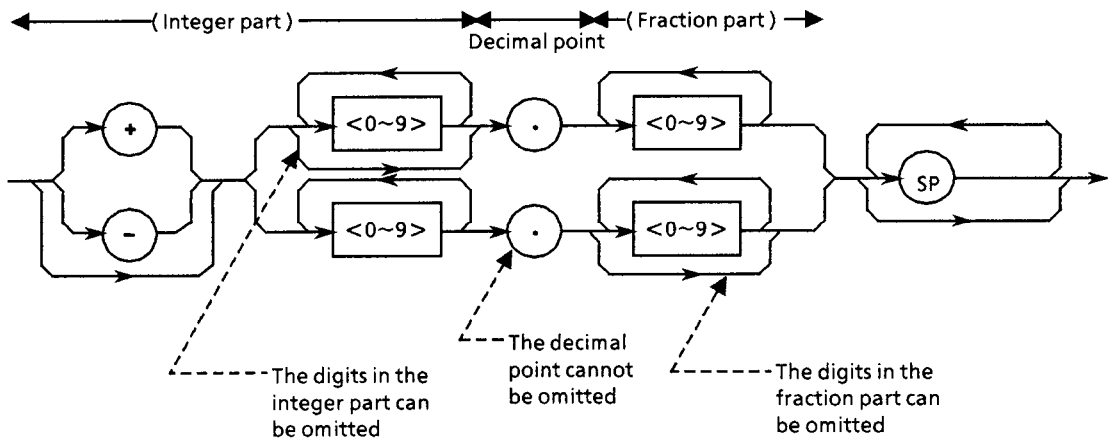 ( Integer part )
Decimal point
( Fraction part )
+
-
<0~9>
.
<0~9>
<0~9>
.
<0~9>
SP
The digits in the
integer part can
be omitted
The decimal
point cannot
be omitted
The digits in the
fraction part can
be omitted